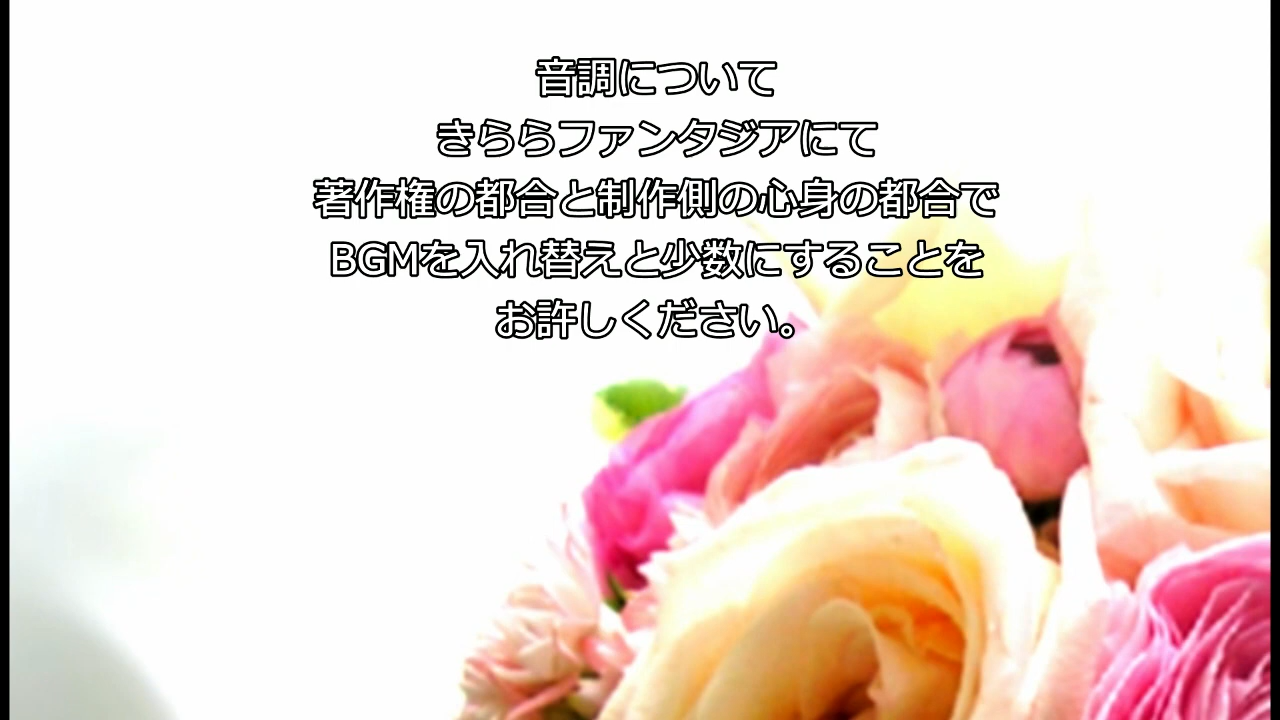 音調について
きららファンタジアにて
著作権の都合と制作側の心身の都合で
BGMを入れ替えと少数にすることを
お許しください。